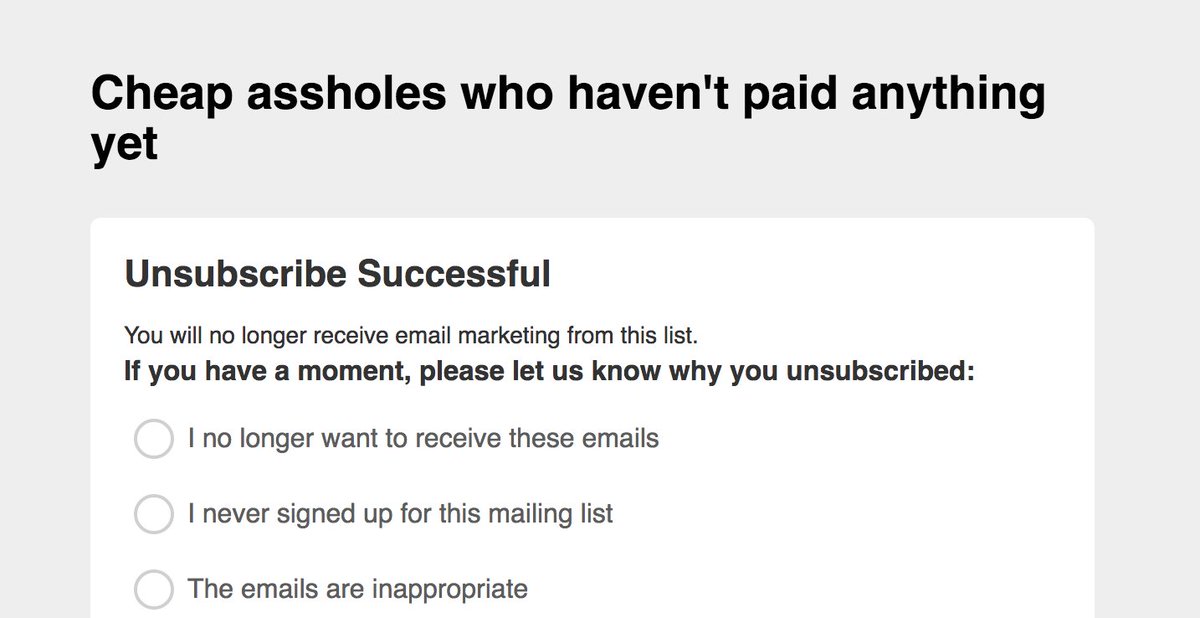 Cheap assholes who haven't paid anything
yet
Unsubscribe Successful
You will no longer receive email marketing from this list.
If you have a moment, please let us know why you unsubscribed:
I no longer want to receive these emails
I never signed up for this mailing list
The emails are inappropriate